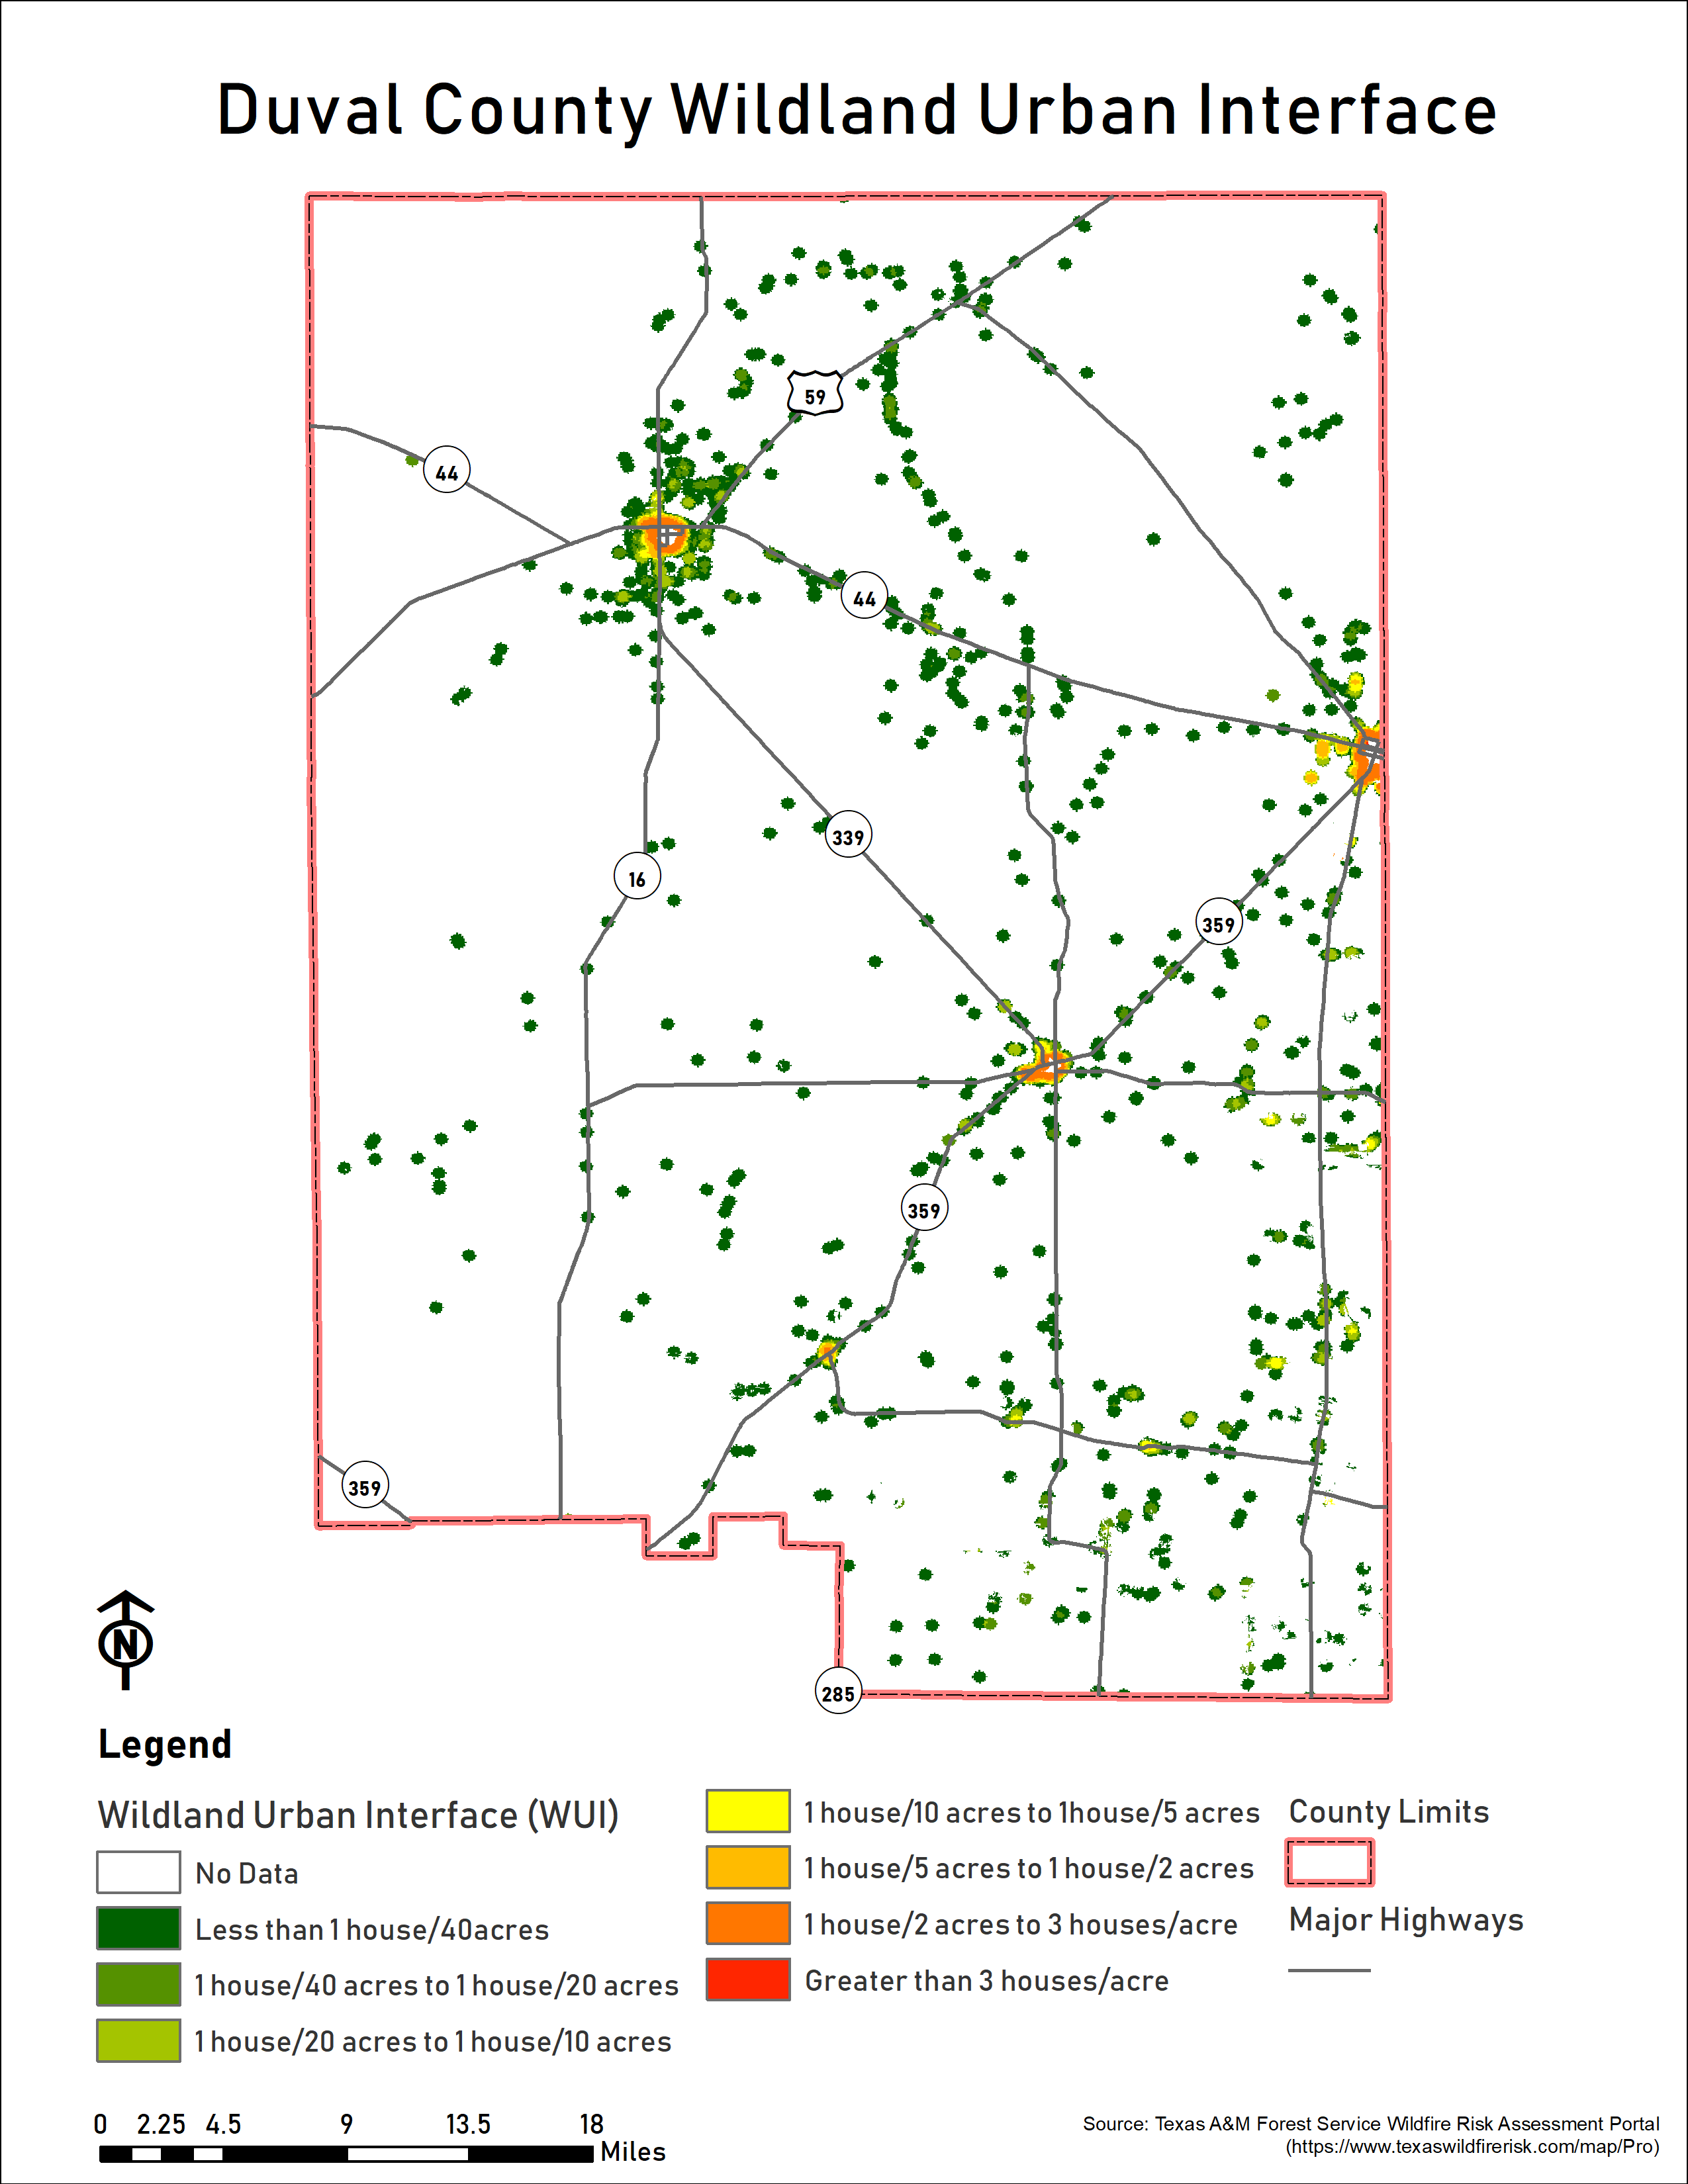 Duval County Wildland Urban Interface
59
44
44
339
16
359
359
359
285
N
Legend
Wildland Urban Interface (WUI)
No Data
Less than 1 house/40acres
1 house/40 acres to 1 house/20 acres
1 house/20 acres to 1 house/10 acres
1 house/10 acres to 1house/5 acres
1 house/5 acres to 1 house/2 acres
1 house/2 acres to 3 houses/acre
Greater than 3 houses/acre
County Limits
Major Highways
0 2.25 4.5 9 13.5 18
Miles
Source: Texas A&M Forest Service Wildfire Risk Assessment Portal
(https://www.texaswildfirerisk.com/map/Pro)